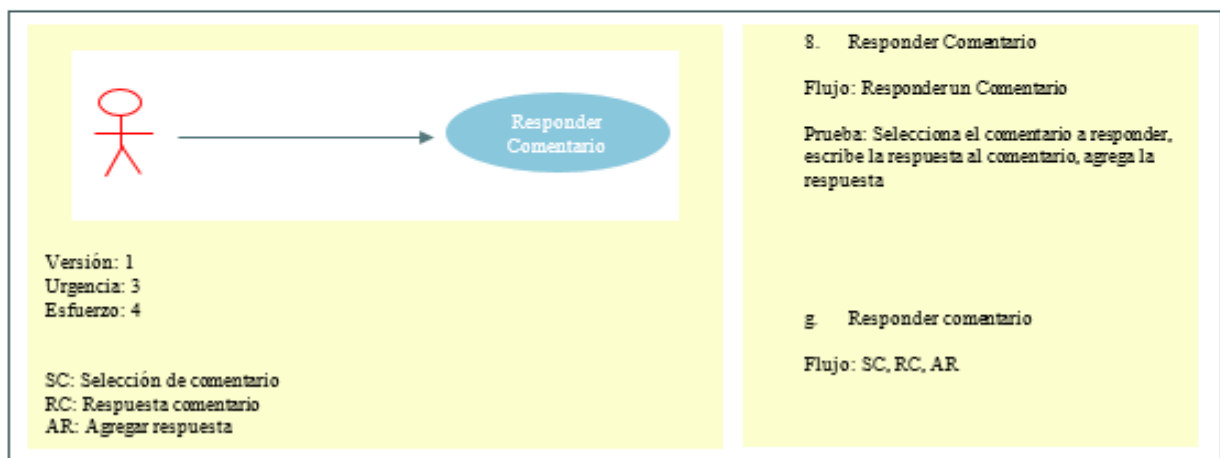 Responder
Comentario
Versión: 1
Urgencia: 3
Esfuerzo: 4
SC: Selección de comentario
RC: Respuesta comentario
AR: Agregar respuesta
8. Responder Comentario
Flujo: Responder un Comentario
Prueba: Selecciona el comentario a responder,
escribe la respuesta al comentario, agrega la
respuesta
g. Responder comentario
Flujo: SC, RC, AR